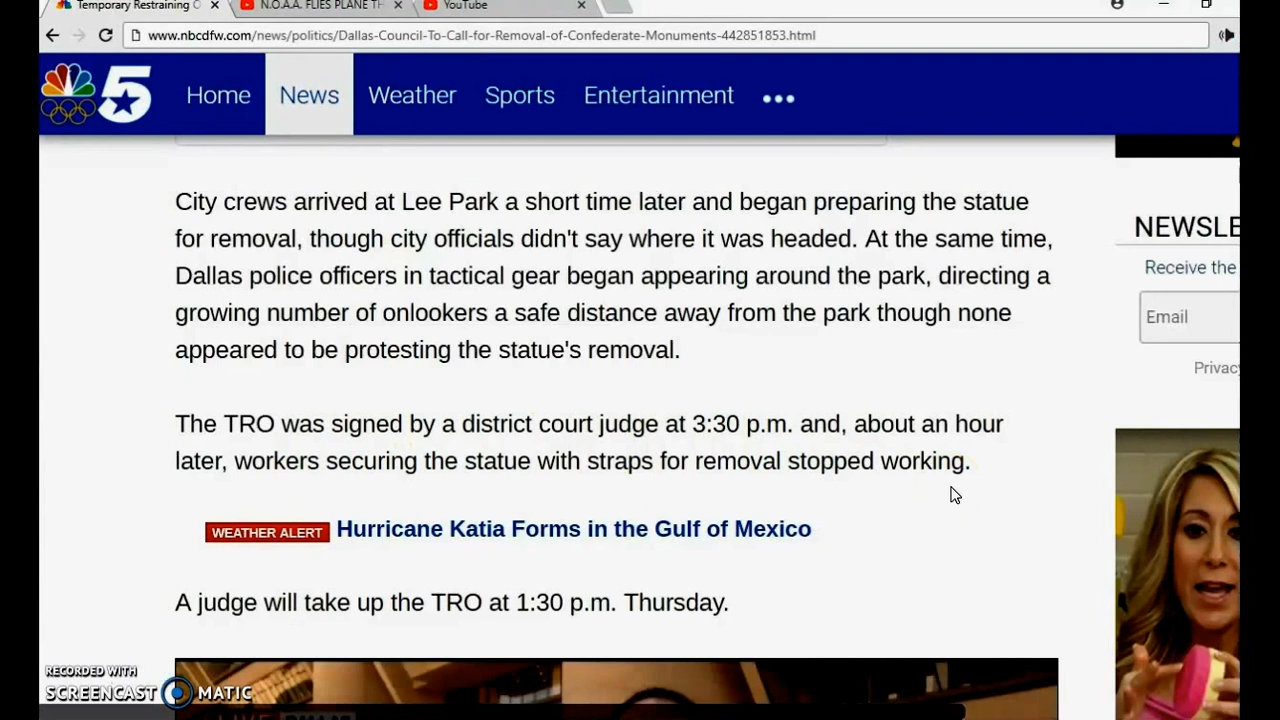 Temporary Restraining
N.O.A.A. FLIES PLANE TH
YouTube
www.nbcdfw.com/news/politics/Dallas-Council-To-Call-for-Removal-of-Confederate-Monuments-442851853.html
5 Home News Weather Sports Entertainment •••
City crews arrived at Lee Park a short time later and began preparing the statue
for removal, though city officials didn't say where it was headed. At the same time,
Dallas police officers in tactical gear began appearing around the park, directing a
growing number of onlookers a safe distance away from the park though none
appeared to be protesting the statue's removal.
The TRO was signed by a district court judge at 3:30 p.m. and, about an hour
later, workers securing the statue with straps for removal stopped working.
WEATHER ALERT Hurricane Katia Forms in the Gulf of Mexico
A judge will take up the TRO at 1:30 p.m. Thursday.
NEWSLE
Receive the
Email
Privacy
RECORDED WITH
SCREENCAST MATIC